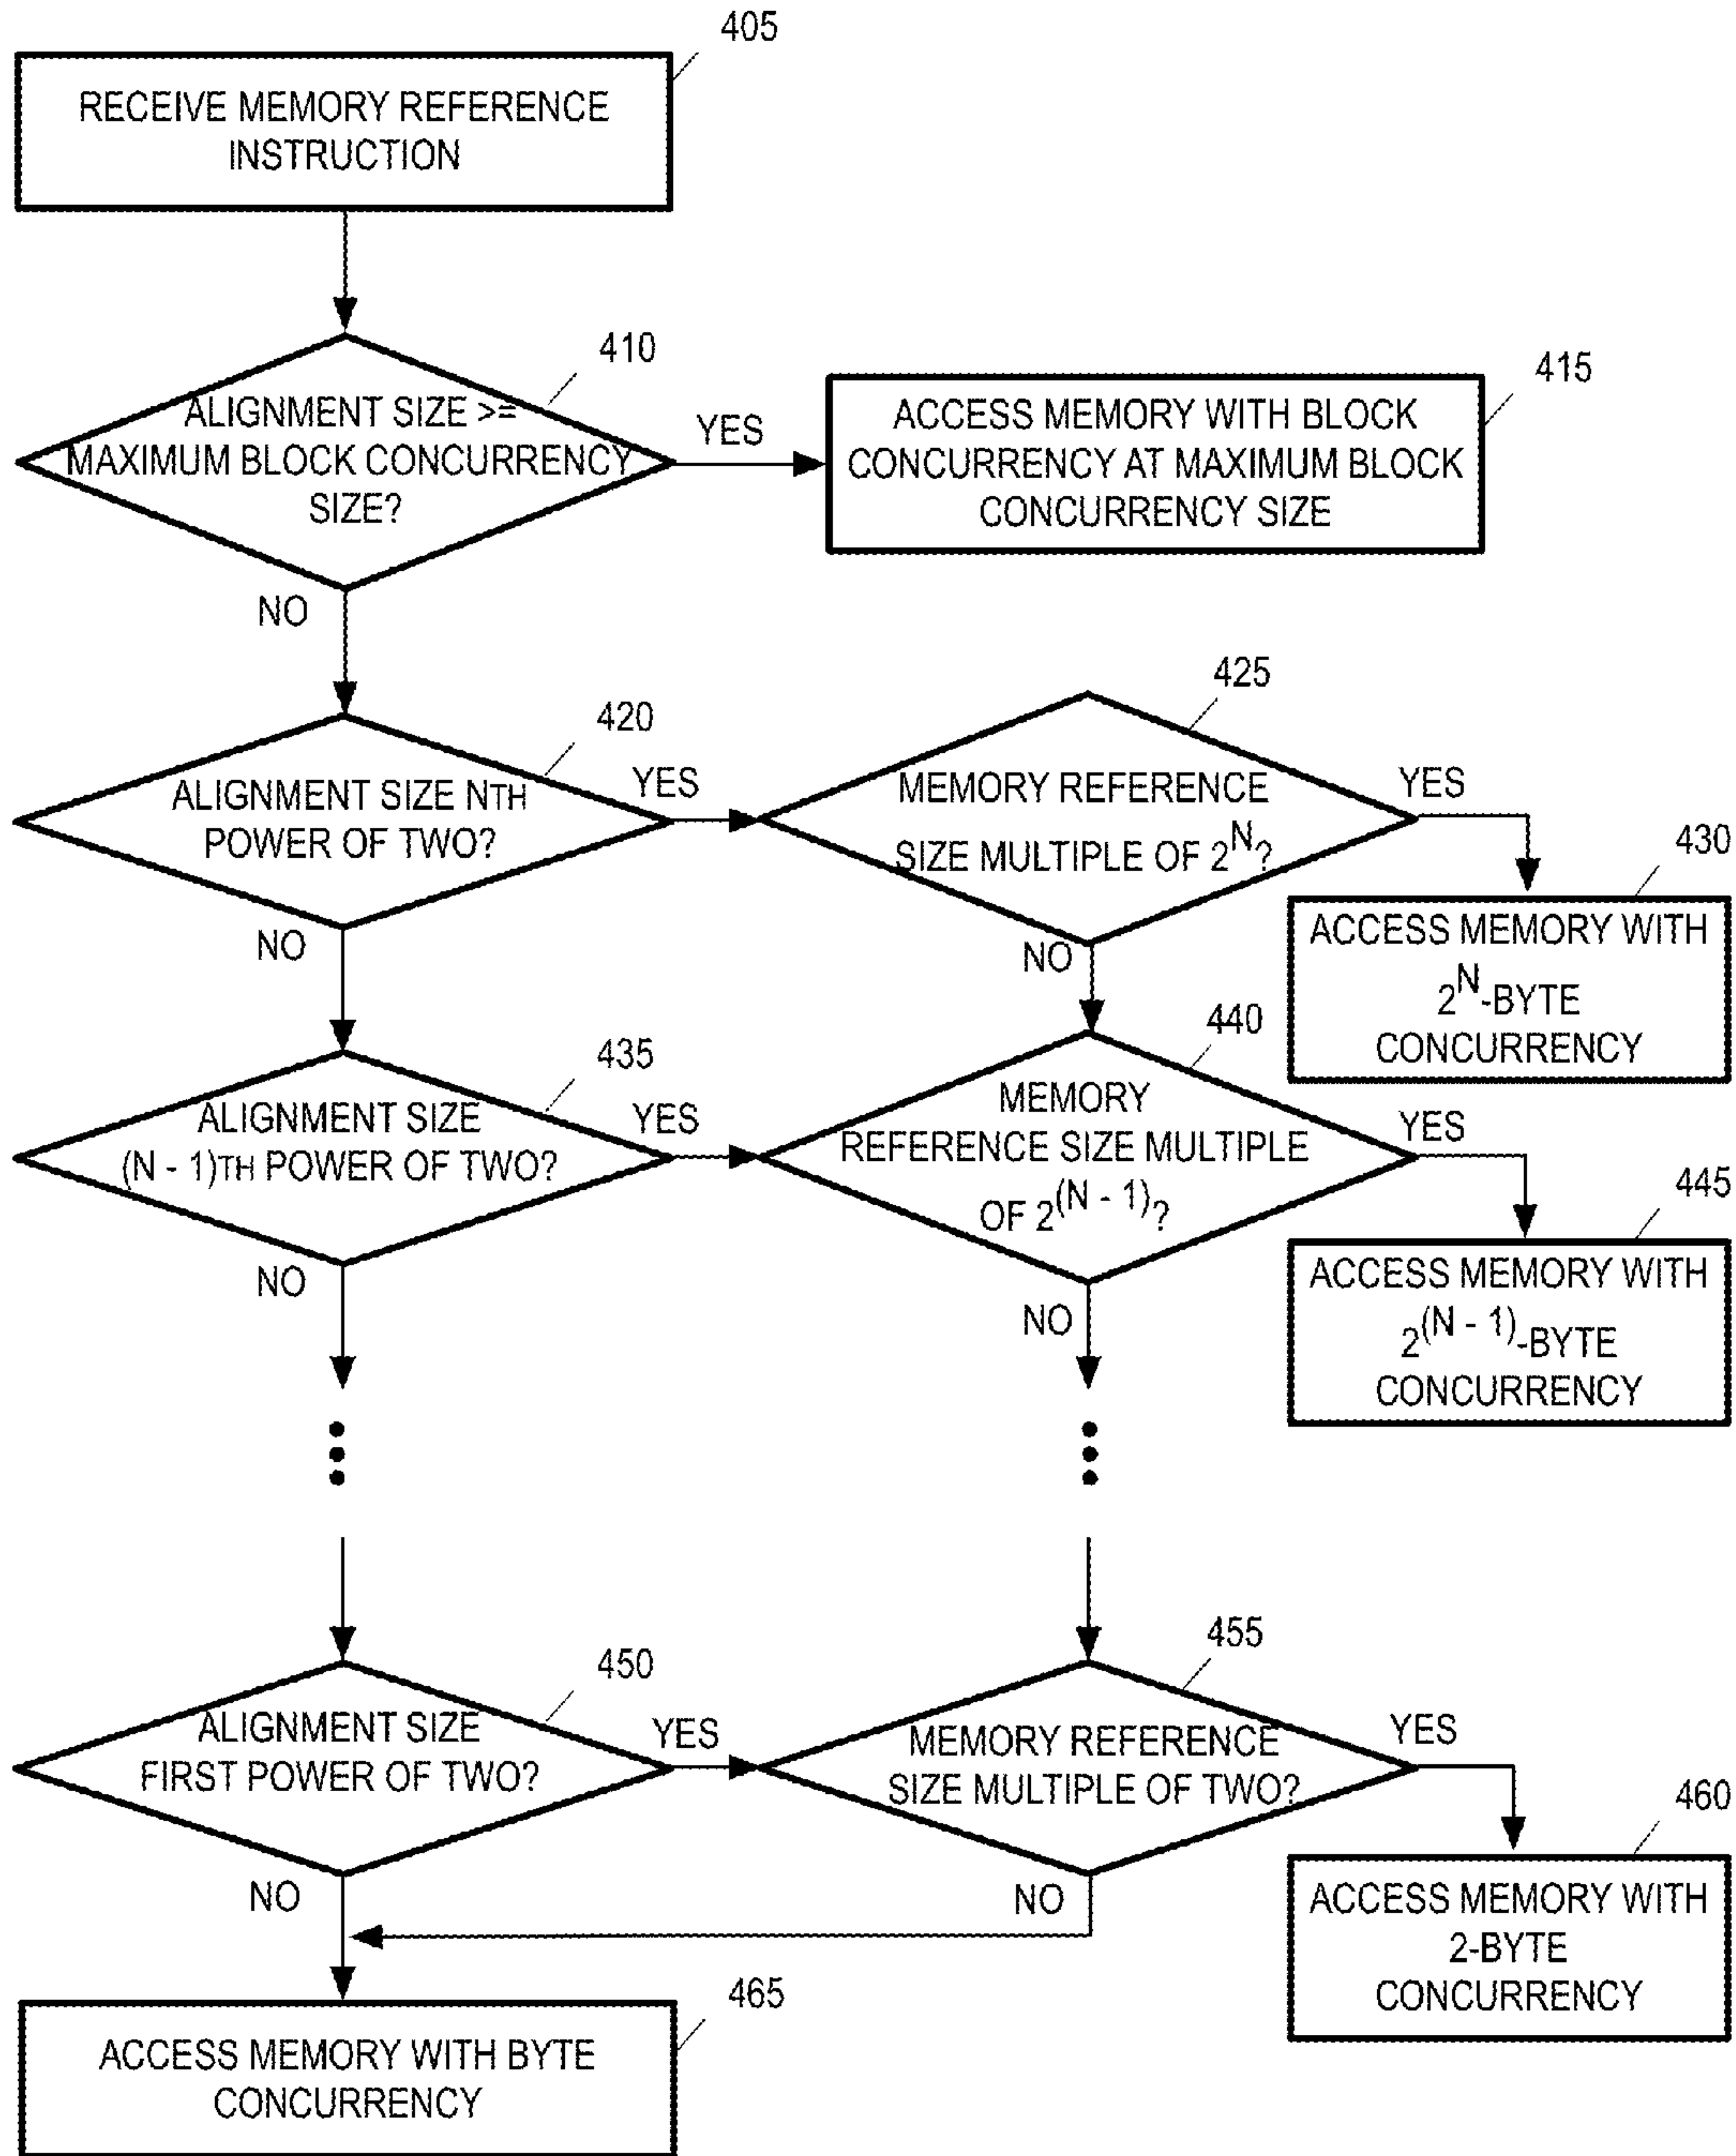 405
RECEIVE MEMORY REFERENCE
INSTRUCTION
410
ALIGNMENT SIZE >=
MAXIMUM BLOCK CONCURRENCY
SIZE?
YES
415
ACCESS MEMORY WITH BLOCK
CONCURRENCY AT MAXIMUM BLOCK
CONCURRENCY SIZE
NO
420
ALIGNMENT SIZE NTH
POWER OF TWO?
YES
425
MEMORY REFERENCE
SIZE MULTIPLE OF 2^N?
YES
430
ACCESS MEMORY WITH
2^N-BYTE
CONCURRENCY
NO
NO
435
ALIGNMENT SIZE
(N - 1)TH POWER OF TWO?
YES
440
MEMORY
REFERENCE SIZE MULTIPLE
OF 2^(N - 1)?
YES
445
ACCESS MEMORY WITH
2^(N - 1)-BYTE
CONCURRENCY
NO
NO
450
ALIGNMENT SIZE
FIRST POWER OF TWO?
YES
455
MEMORY REFERENCE
SIZE MULTIPLE OF TWO?
YES
460
ACCESS MEMORY WITH
2-BYTE
CONCURRENCY
NO
NO
465
ACCESS MEMORY WITH BYTE
CONCURRENCY